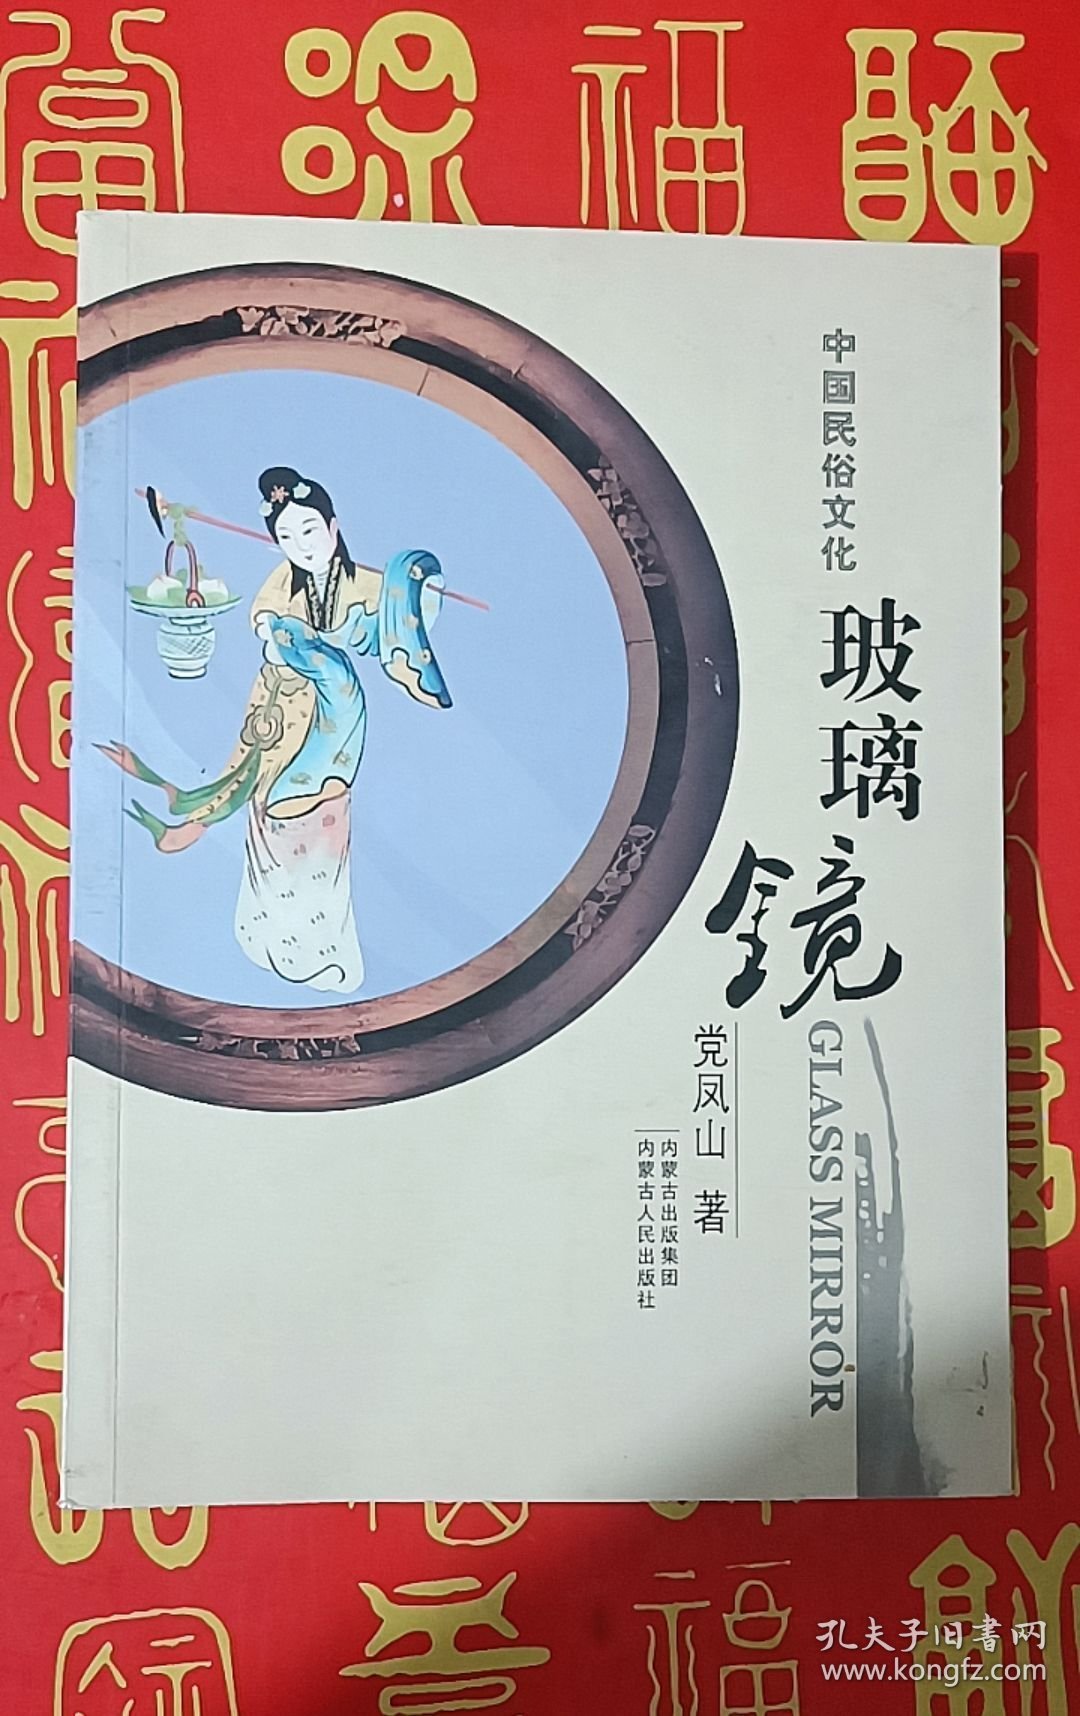 中国民俗文化
玻璃镜
GLASS MIRROR
党凤山 著
内蒙古出版集团
内蒙古人民出版社
孔夫子旧书网
www.kongfz.com